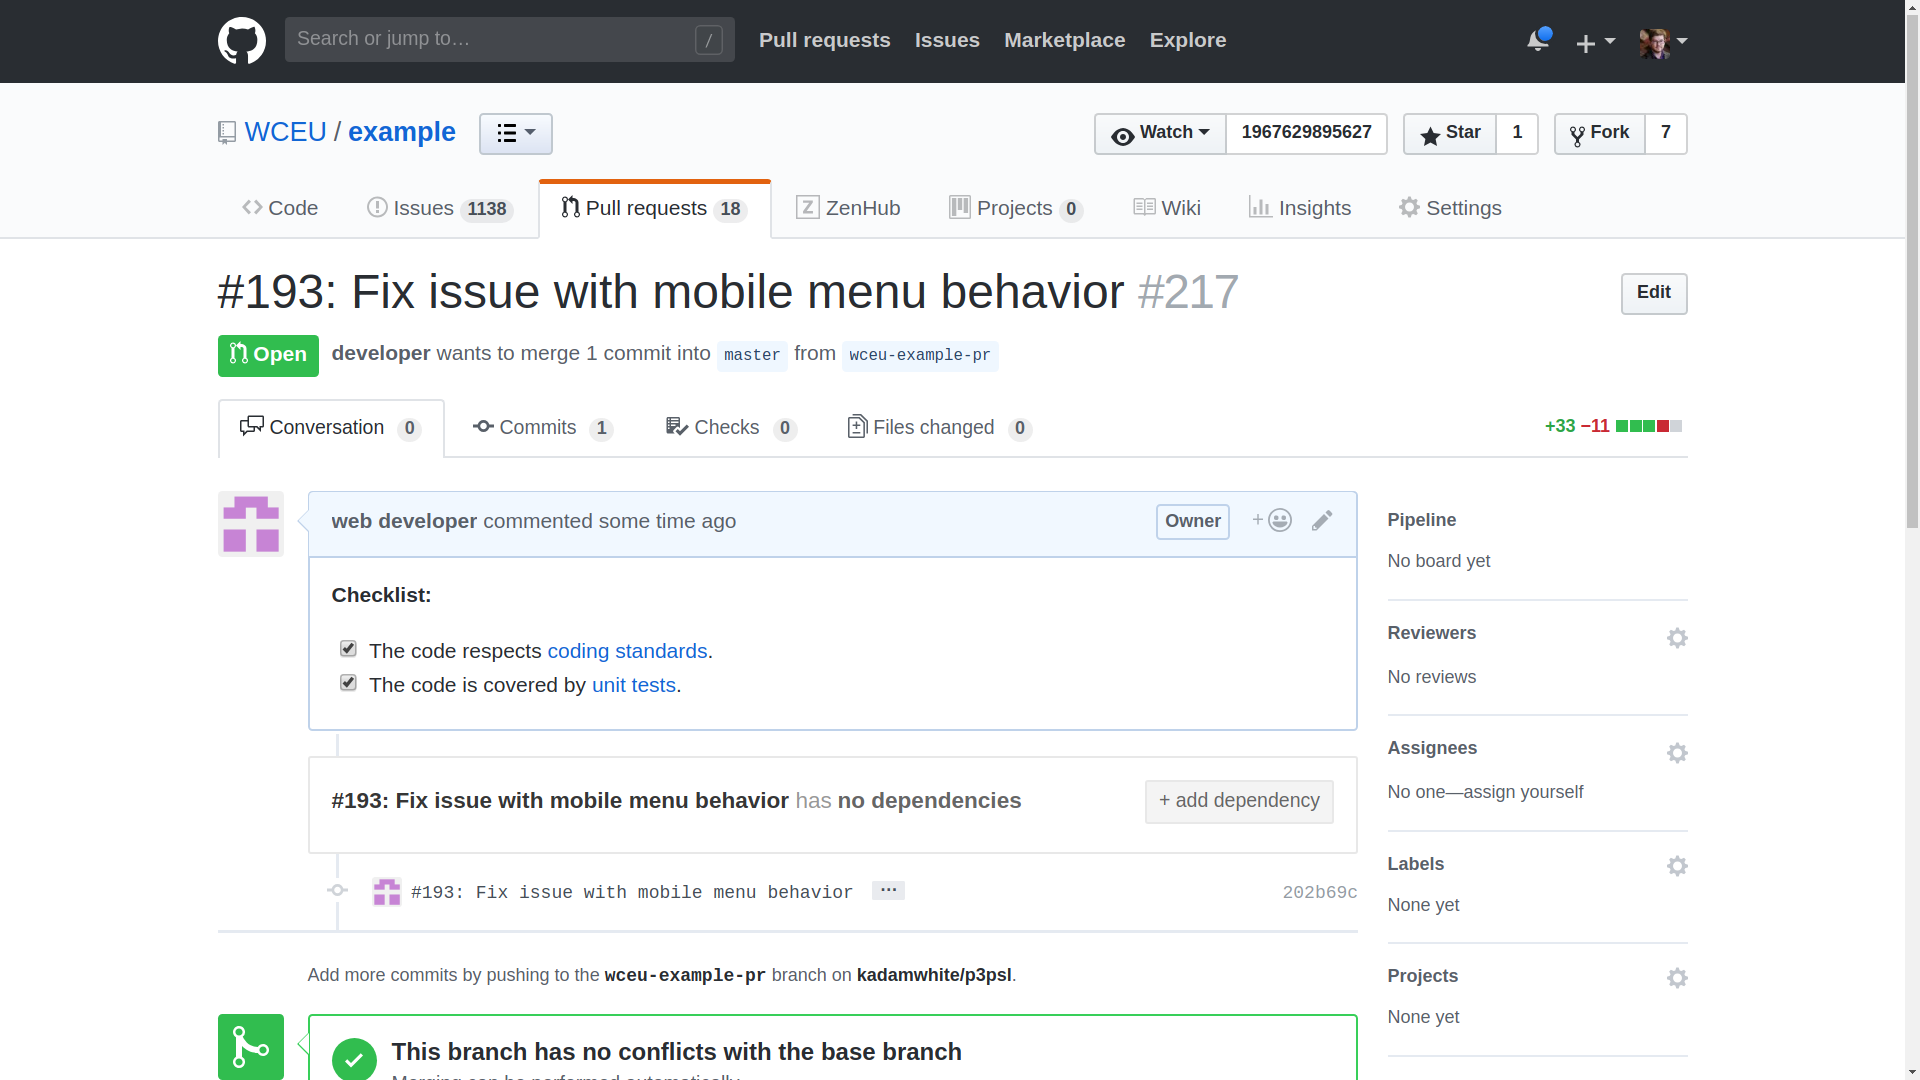 Search or jump to…
/
Pull requests Issues Marketplace Explore
WCEU / example
Watch 1967629895627
Star 1
Fork 7
Code
Issues 1138
Pull requests 18
ZenHub
Projects 0
Wiki
Insights
Settings
#193: Fix issue with mobile menu behavior #217
Edit
Open
developer wants to merge 1 commit into master from wceu-example-pr
Conversation 0
Commits 1
Checks 0
Files changed 0
+33 −11
web developer commented some time ago
Owner
+
Checklist:
The code respects coding standards.
The code is covered by unit tests.
#193: Fix issue with mobile menu behavior has no dependencies
+ add dependency
#193: Fix issue with mobile menu behavior …
202b69c
Add more commits by pushing to the wceu-example-pr branch on kadamwhite/p3psl.
This branch has no conflicts with the base branch
Merging can be performed automatically.
Pipeline
No board yet
Reviewers
No reviews
Assignees
No one—assign yourself
Labels
None yet
Projects
None yet